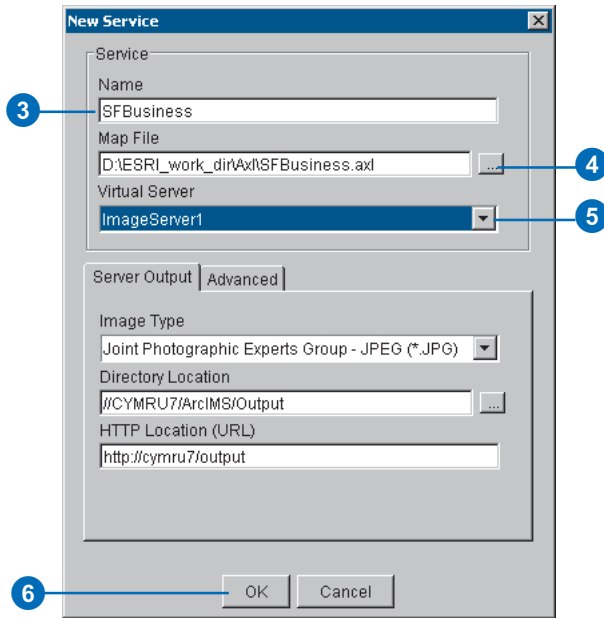 New Service
Service
Name
3
SFBusiness
Map File
D:\ESRI_work_dir\Axl\SFBusiness.axl
...
4
Virtual Server
ImageServer1
5
Server Output
Advanced
Image Type
Joint Photographic Experts Group - JPEG (*.JPG)
Directory Location
//CYMRU7/ArcIMS/Output
...
HTTP Location (URL)
http://cymru7/output
6
OK
Cancel